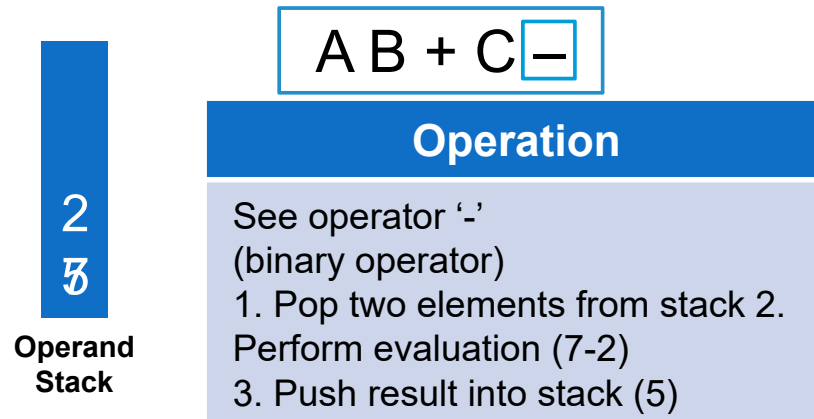 A B + C –
Operation
2
Operand
Stack
See operator ‘-’
(binary operator)
1. Pop two elements from stack 2.
Perform evaluation (7-2)
3. Push result into stack (5)